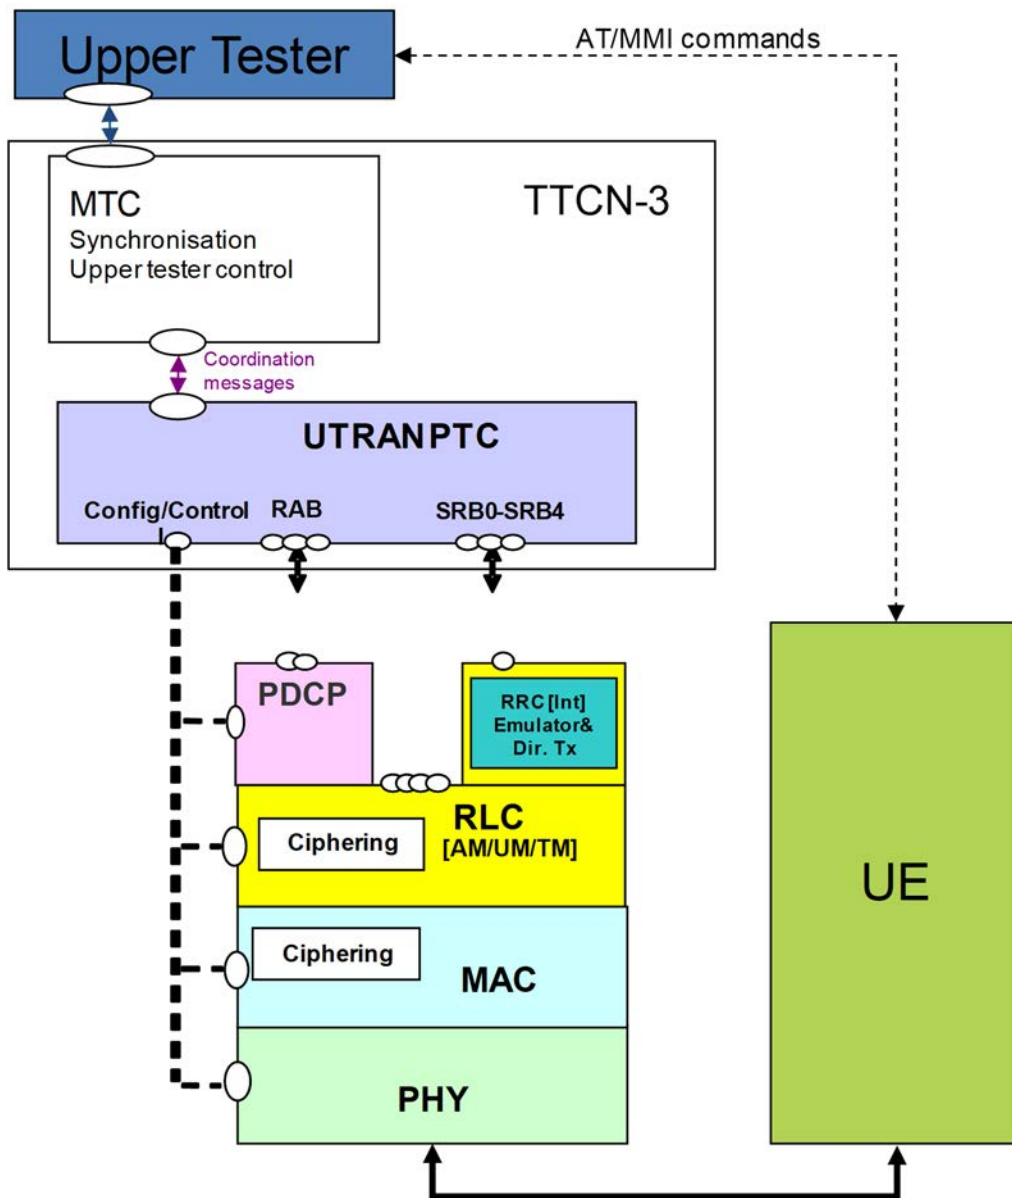 Upper Tester
AT/MMI commands
TTCN-3
MTC
Synchronisation
Upper tester control
Coordination
messages
UTRANPTC
Config/Control
RAB
SRB0-SRB4
PDCP
RRC[Int]
Emulator&
Dir. Tx
RLC
[AM/UM/TM]
Ciphering
Ciphering
MAC
PHY
UE